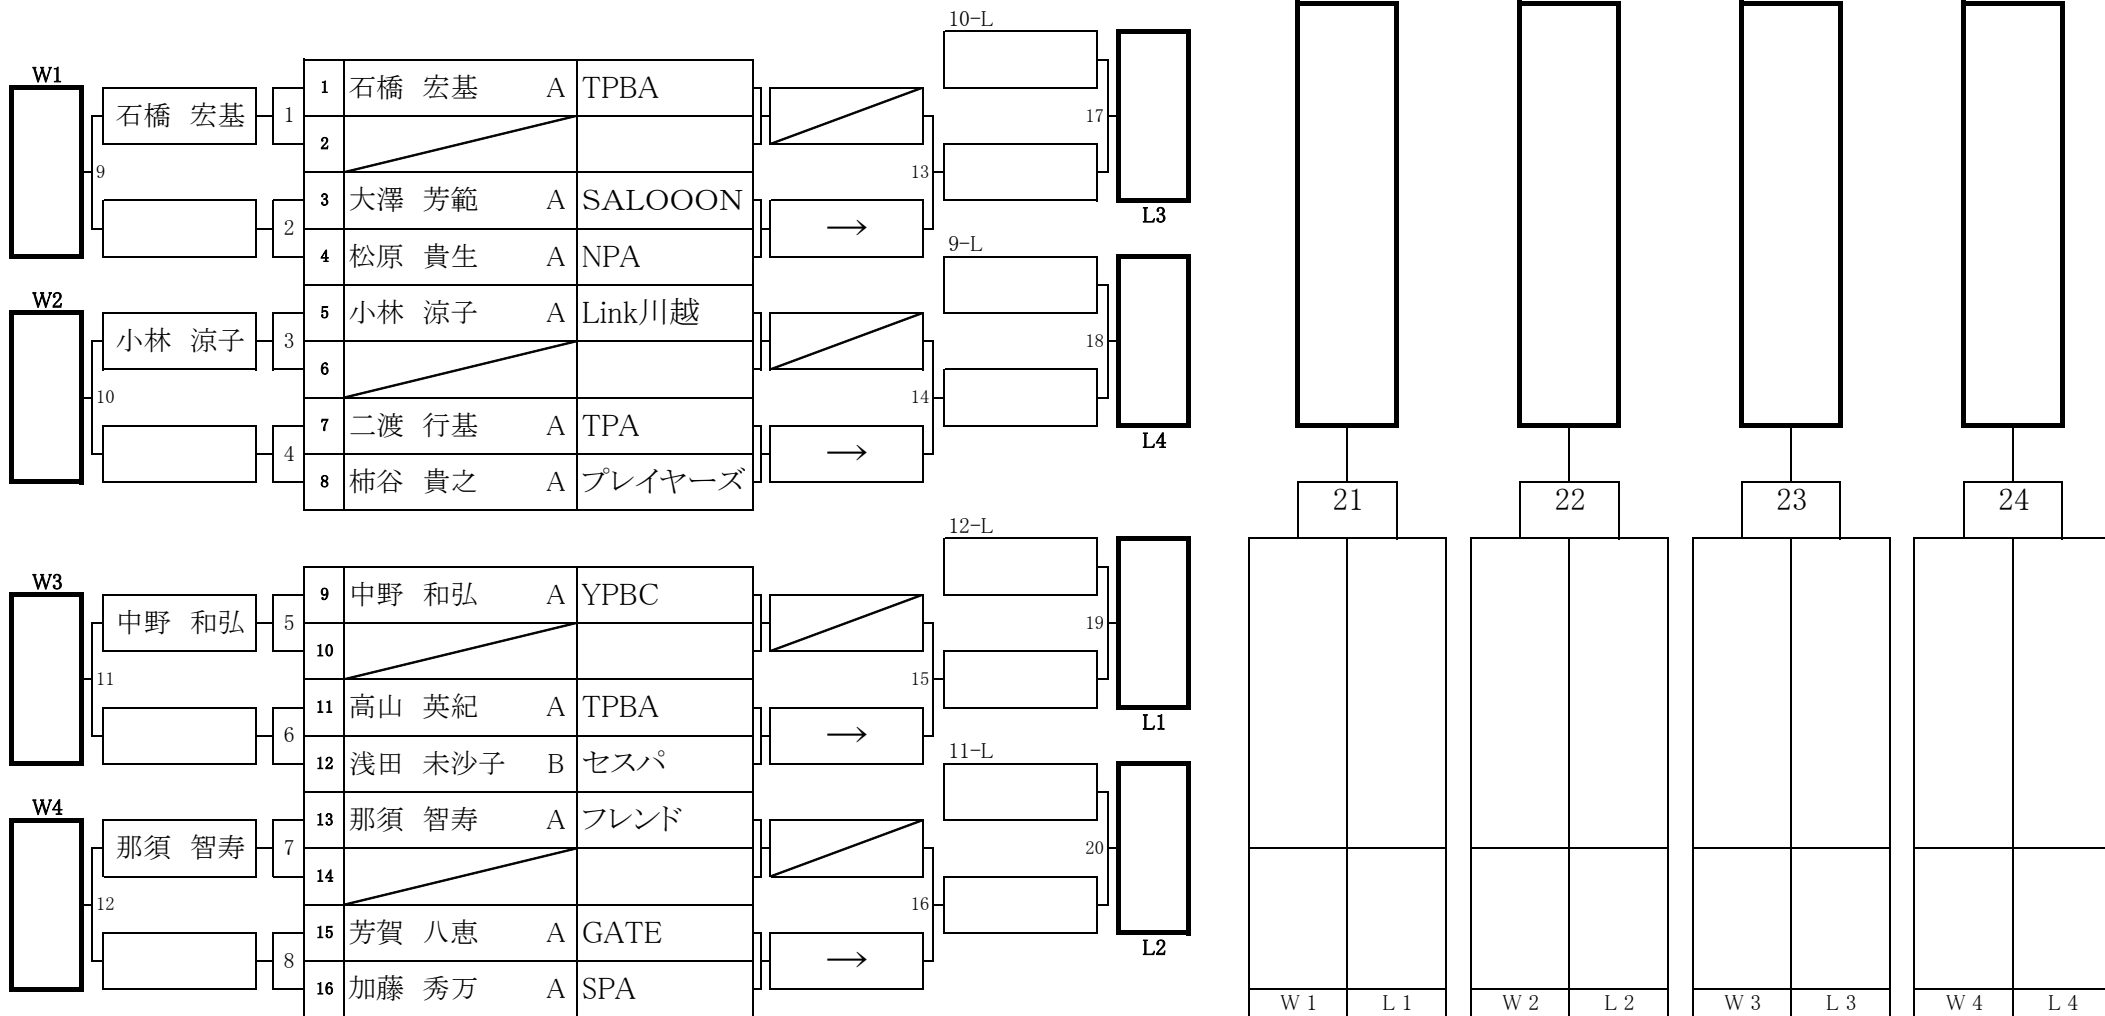 10-L
W1
1 石橋 宏基 A TPBA
石橋 宏基 1
17
2
9
13
3 大澤 芳範 A SALOOON
L3
2
→
9-L
4 松原 貴生 A NPA
W2
5 小林 涼子 A Link川越
小林 涼子 3
18
6
10
14
7 二渡 行基 A TPA
L4
4
→
8 柿谷 貴之 A プレイヤーズ
21 22 23 24
12-L
W3
9 中野 和弘 A YPBC
中野 和弘 5
19
10
11
15
11 高山 英紀 A TPBA
L1
6
→
11-L
12 浅田 未沙子 B セスパ
W4
13 那須 智寿 A フレンド
那須 智寿 7
20
14
12
16
15 芳賀 八恵 A GATE
L2
8
→
16 加藤 秀万 A SPA
W 1 L 1 W 2 L 2 W 3 L 3 W 4 L 4